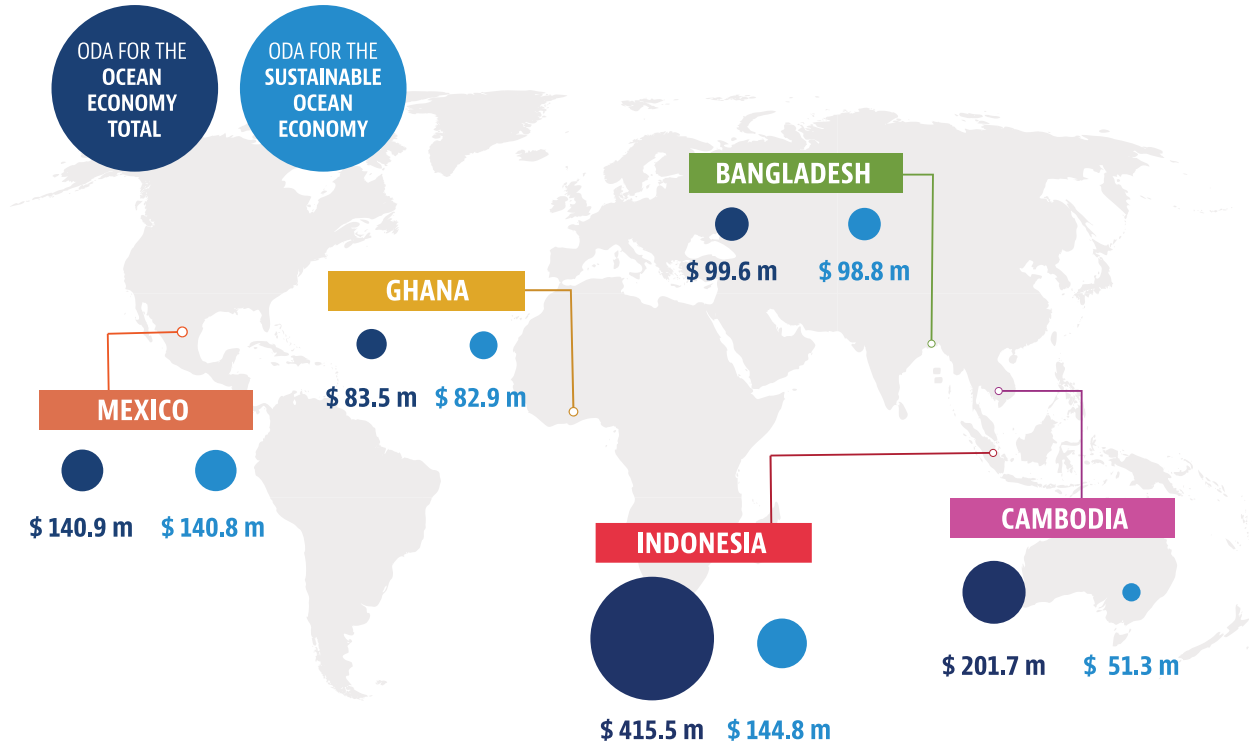 ODA FOR THE
OCEAN
ECONOMY
TOTAL
ODA FOR THE
SUSTAINABLE
OCEAN
ECONOMY
BANGLADESH
$ 99.6 m
$ 98.8 m
GHANA
$ 83.5 m
$ 82.9 m
MEXICO
$ 140.9 m
$ 140.8 m
INDONESIA
$ 415.5 m
$ 144.8 m
CAMBODIA
$ 201.7 m
$ 51.3 m